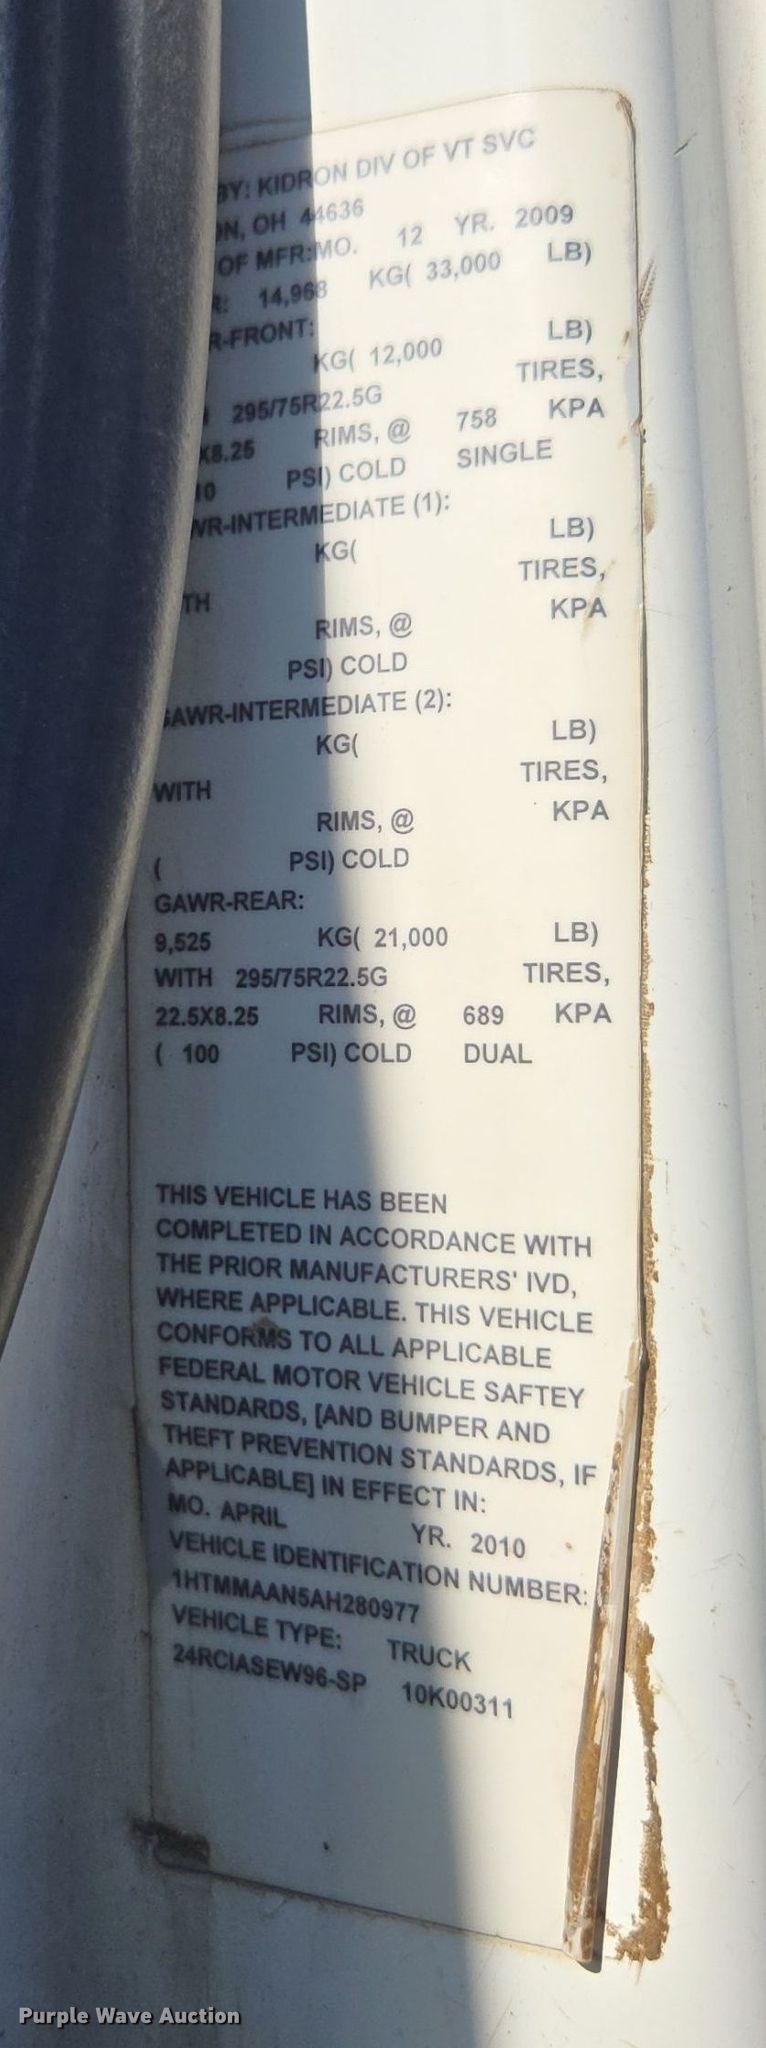 BY: KIDRON DIV OF VT SVC
ON, OH 44636
OF MFR:MO. 12 YR. 2009
R: 14,968 KG( 33,000 LB)
R-FRONT:
KG( 12,000 LB)
295/75R22.5G TIRES,
X8.25 RIMS, @ 758 KPA
10 PSI) COLD SINGLE
WR-INTERMEDIATE (1):
KG( LB)
TH TIRES,
RIMS, @ KPA
PSI) COLD
GAWR-INTERMEDIATE (2):
KG( LB)
WITH TIRES,
RIMS, @ KPA
( PSI) COLD
GAWR-REAR:
9,525 KG( 21,000 LB)
WITH 295/75R22.5G TIRES,
22.5X8.25 RIMS, @ 689 KPA
( 100 PSI) COLD DUAL
THIS VEHICLE HAS BEEN
COMPLETED IN ACCORDANCE WITH
THE PRIOR MANUFACTURERS' IVD,
WHERE APPLICABLE. THIS VEHICLE
CONFORMS TO ALL APPLICABLE
FEDERAL MOTOR VEHICLE SAFTEY
STANDARDS, [AND BUMPER AND
THEFT PREVENTION STANDARDS, IF
APPLICABLE] IN EFFECT IN:
MO. APRIL YR. 2010
VEHICLE IDENTIFICATION NUMBER:
1HTMMAAN5AH280977
VEHICLE TYPE: TRUCK
24RCIASEW96-SP 10K00311
Purple Wave Auction